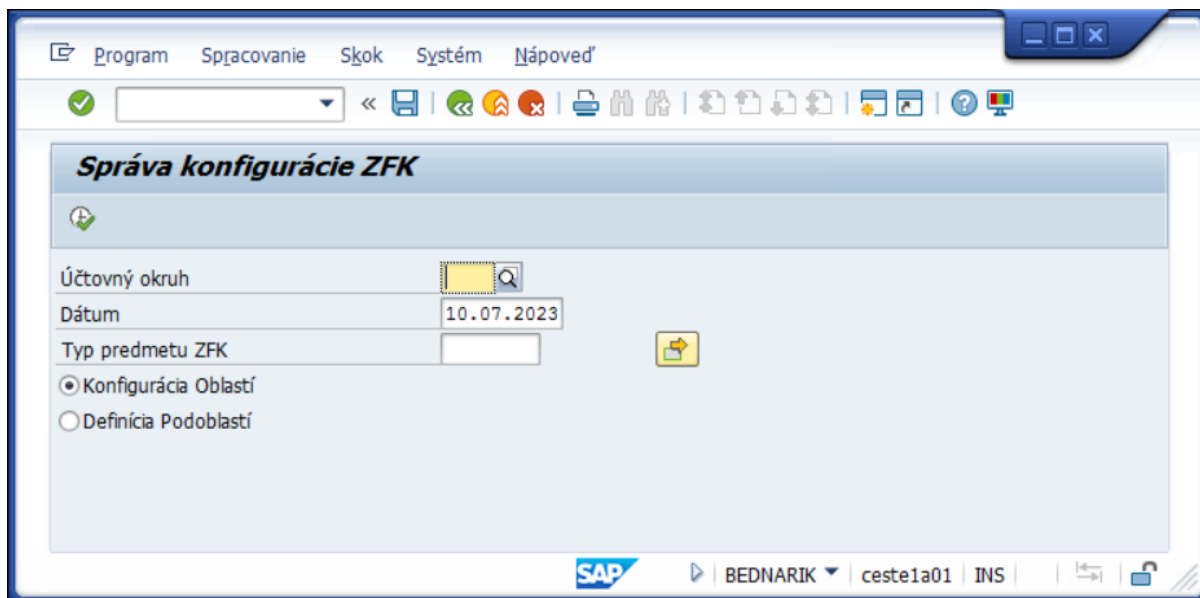 Program Spracovanie Skok Systém Nápoveď
Správa konfigurácie ZFK
Účtovný okruh
Dátum 10.07.2023
Typ predmetu ZFK
Konfigurácia Oblastí
Definícia Podoblastí
SAP BEDNARIK ceste1a01 INS